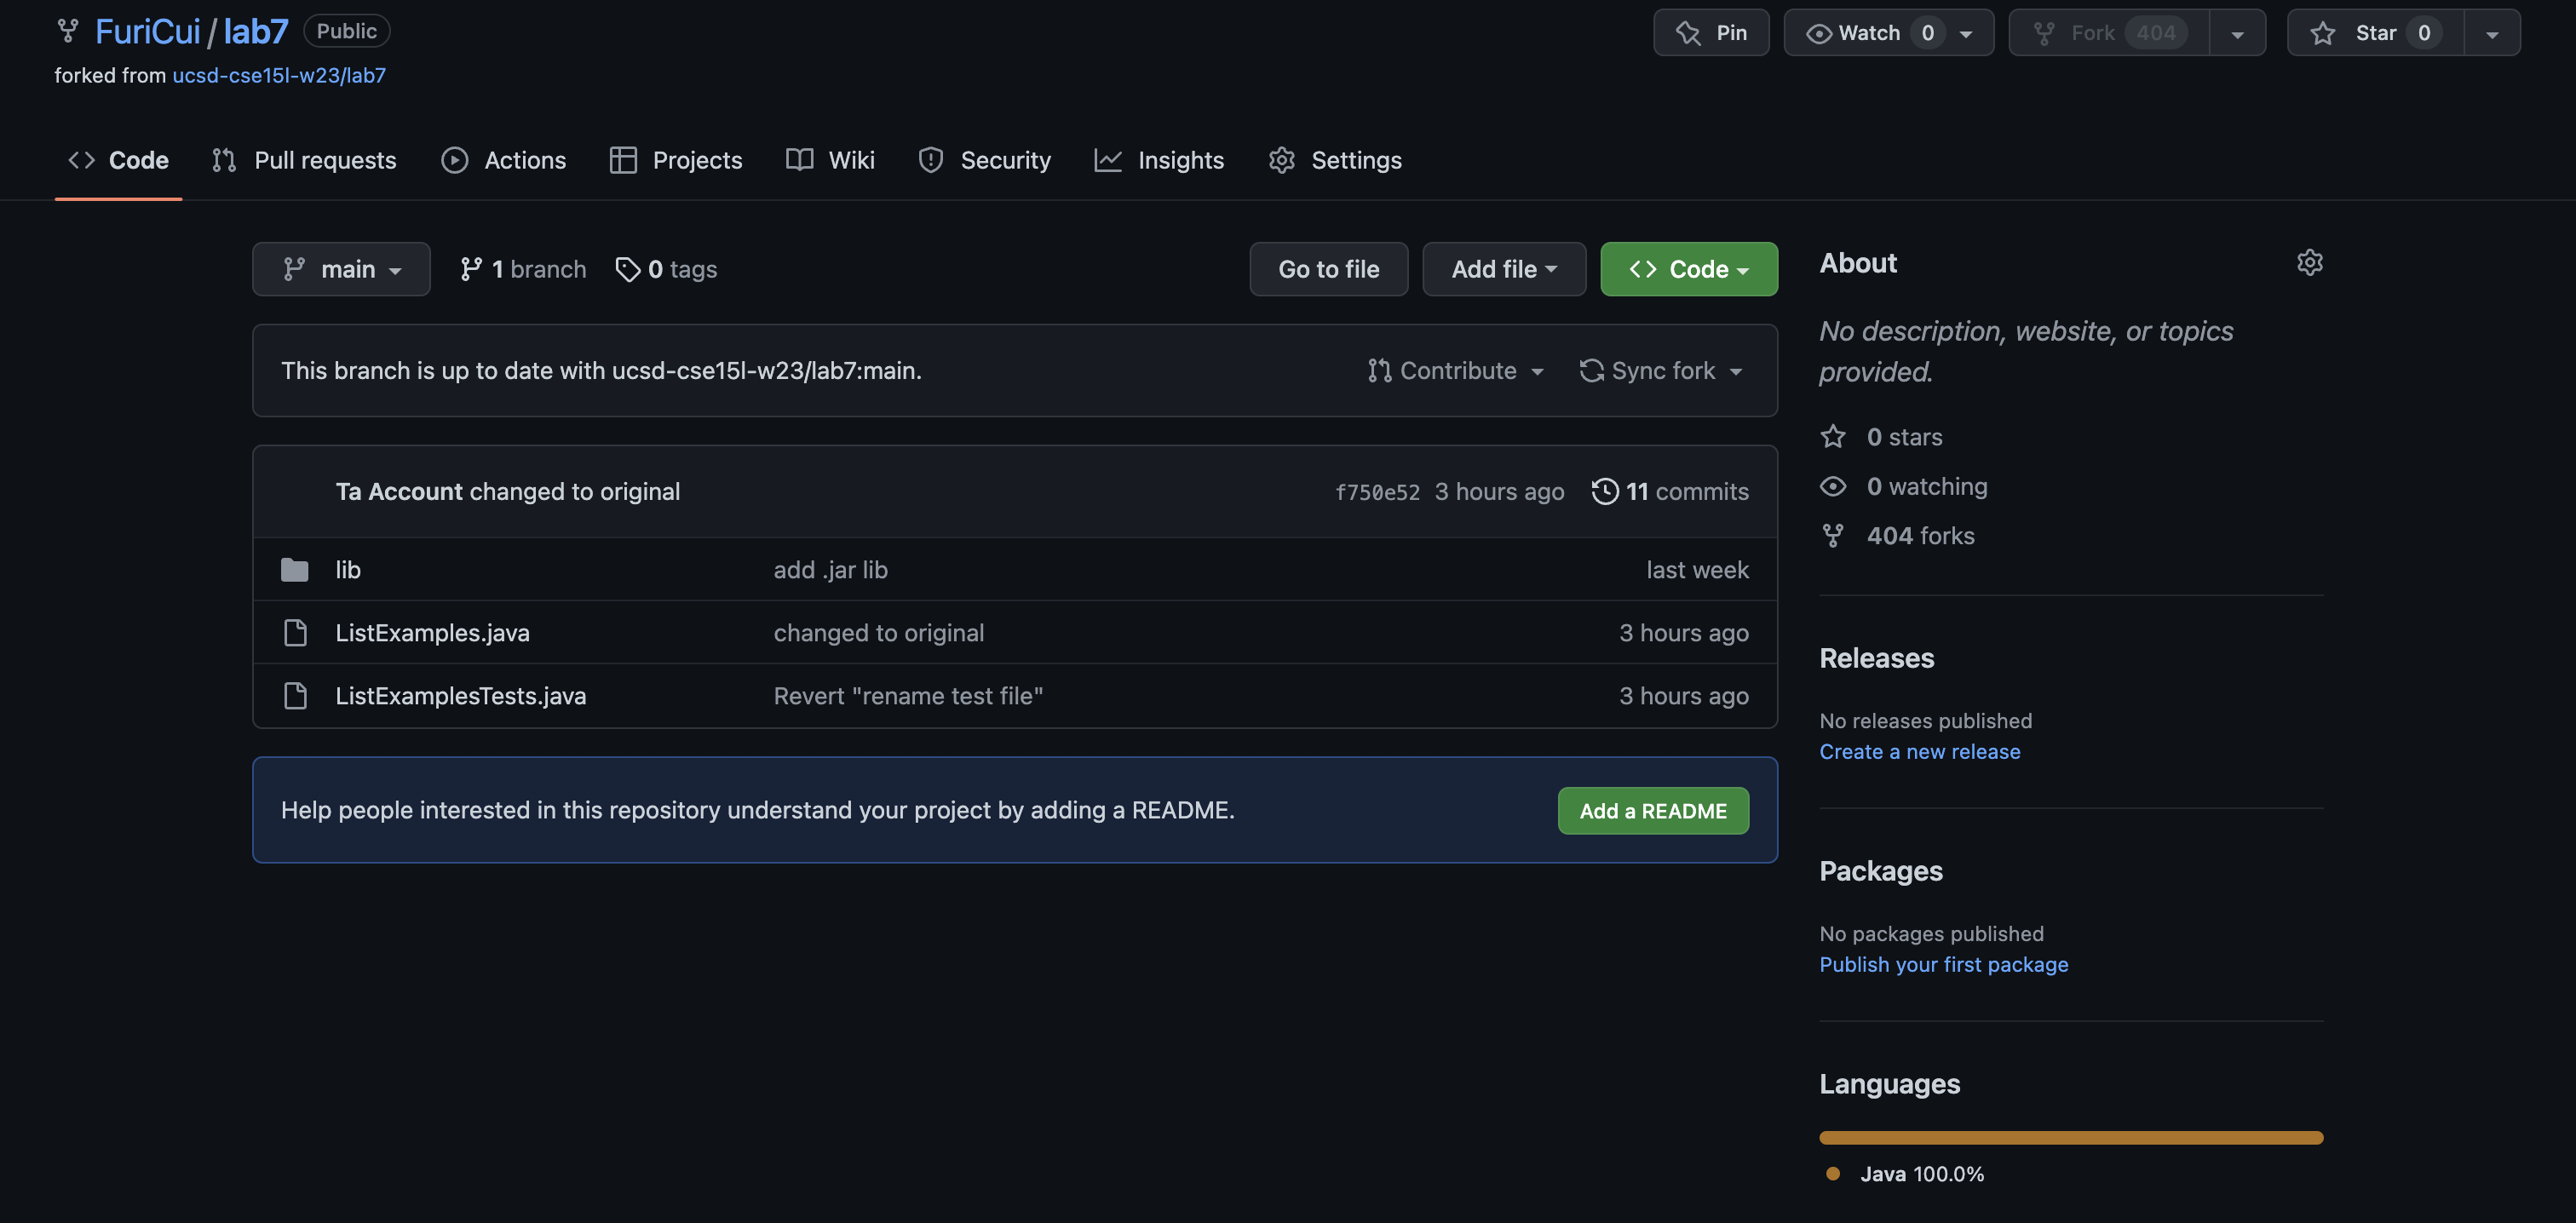 FuriCui / lab7 Public
Pin
Watch 0
Fork 404
Star 0
forked from ucsd-cse15l-w23/lab7
Code
Pull requests
Actions
Projects
Wiki
Security
Insights
Settings
main
1 branch
0 tags
Go to file
Add file
Code
This branch is up to date with ucsd-cse15l-w23/lab7:main.
Contribute
Sync fork
Ta Account changed to original
f750e52 3 hours ago
11 commits
lib
add .jar lib
last week
ListExamples.java
changed to original
3 hours ago
ListExamplesTests.java
Revert "rename test file"
3 hours ago
Help people interested in this repository understand your project by adding a README.
Add a README
About
No description, website, or topics
provided.
0 stars
0 watching
404 forks
Releases
No releases published
Create a new release
Packages
No packages published
Publish your first package
Languages
Java 100.0%